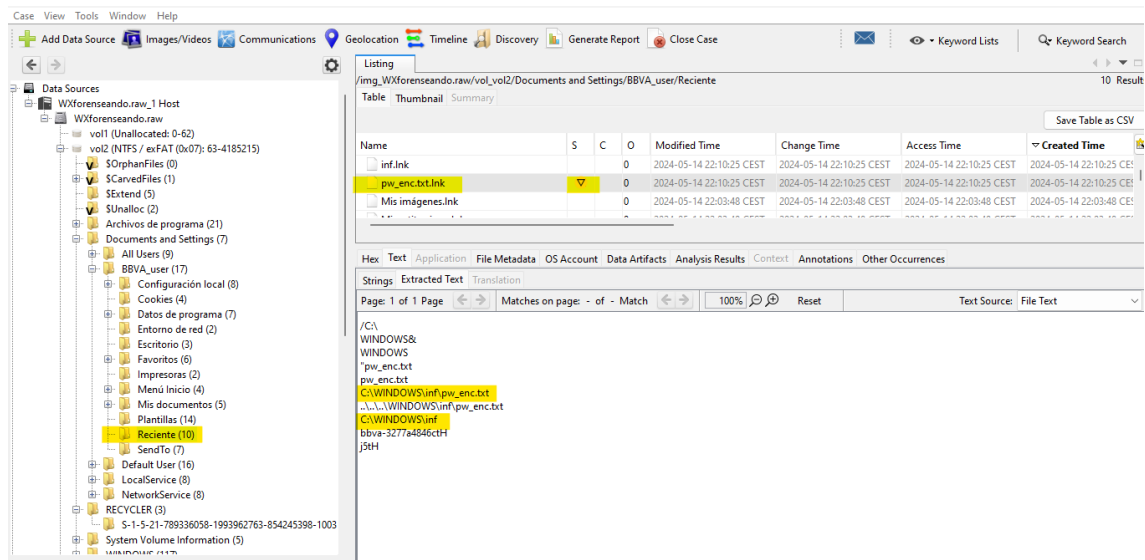 Case View Tools Window Help
Add Data Source Images/Videos Communications Geolocation Timeline Discovery Generate Report Close Case Keyword Lists Keyword Search
Data Sources
WXforenseando.raw_1 Host
WXforenseando.raw
vol1 (Unallocated: 0-62)
vol2 (NTFS / exFAT (0x07): 63-4185215)
$OrphanFiles (0)
$CarvedFiles (1)
$Extend (5)
$Unalloc (2)
Archivos de programa (21)
Documents and Settings (7)
All Users (9)
BBVA_user (17)
Configuración local (8)
Cookies (4)
Datos de programa (7)
Entorno de red (2)
Escritorio (3)
Favoritos (6)
Impresoras (2)
Menú Inicio (4)
Mis documentos (5)
Plantillas (14)
Reciente (10)
SendTo (7)
Default User (16)
LocalService (8)
NetworkService (8)
RECYCLER (3)
S-1-5-21-789336058-1993962763-854245398-1003
System Volume Information (5)
WINDOWS (117)
Listing
/img_WXforenseando.raw/vol_vol2/Documents and Settings/BBVA_user/Reciente
10 Results
Table Thumbnail Summary
Save Table as CSV
Name S C O Modified Time Change Time Access Time Created Time
inf.lnk 0 2024-05-14 22:10:25 CEST 2024-05-14 22:10:25 CEST 2024-05-14 22:10:25 CEST 2024-05-14 22:10:25 CES
pw_enc.txt.lnk 0 2024-05-14 22:10:25 CEST 2024-05-14 22:10:25 CEST 2024-05-14 22:10:25 CEST 2024-05-14 22:10:25 CES
Mis imágenes.lnk 0 2024-05-14 22:03:48 CEST 2024-05-14 22:03:48 CEST 2024-05-14 22:03:48 CEST 2024-05-14 22:03:48 CES
Hex Text Application File Metadata OS Account Data Artifacts Analysis Results Context Annotations Other Occurrences
Strings Extracted Text Translation
Page: 1 of 1 Page Matches on page: - of - Match 100% Reset Text Source: File Text
/C:\
WINDOWS&
WINDOWS
"pw_enc.txt
pw_enc.txt
C:\WINDOWS\inf\pw_enc.txt
..\..\..\WINDOWS\inf\pw_enc.txt
C:\WINDOWS\inf
bbva-3277a4846ctH
j5tH